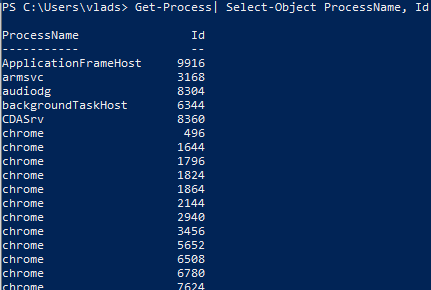 PS C:\Users\vlads> Get-Process| Select-Object ProcessName, Id
ProcessName Id
----------- --
ApplicationFrameHost 9916
armsvc 3168
audiodg 8304
backgroundTaskHost 6344
CDASrv 8360
chrome 496
chrome 1644
chrome 1796
chrome 1824
chrome 1864
chrome 2144
chrome 2940
chrome 3456
chrome 5652
chrome 6508
chrome 6780
chrome 7624